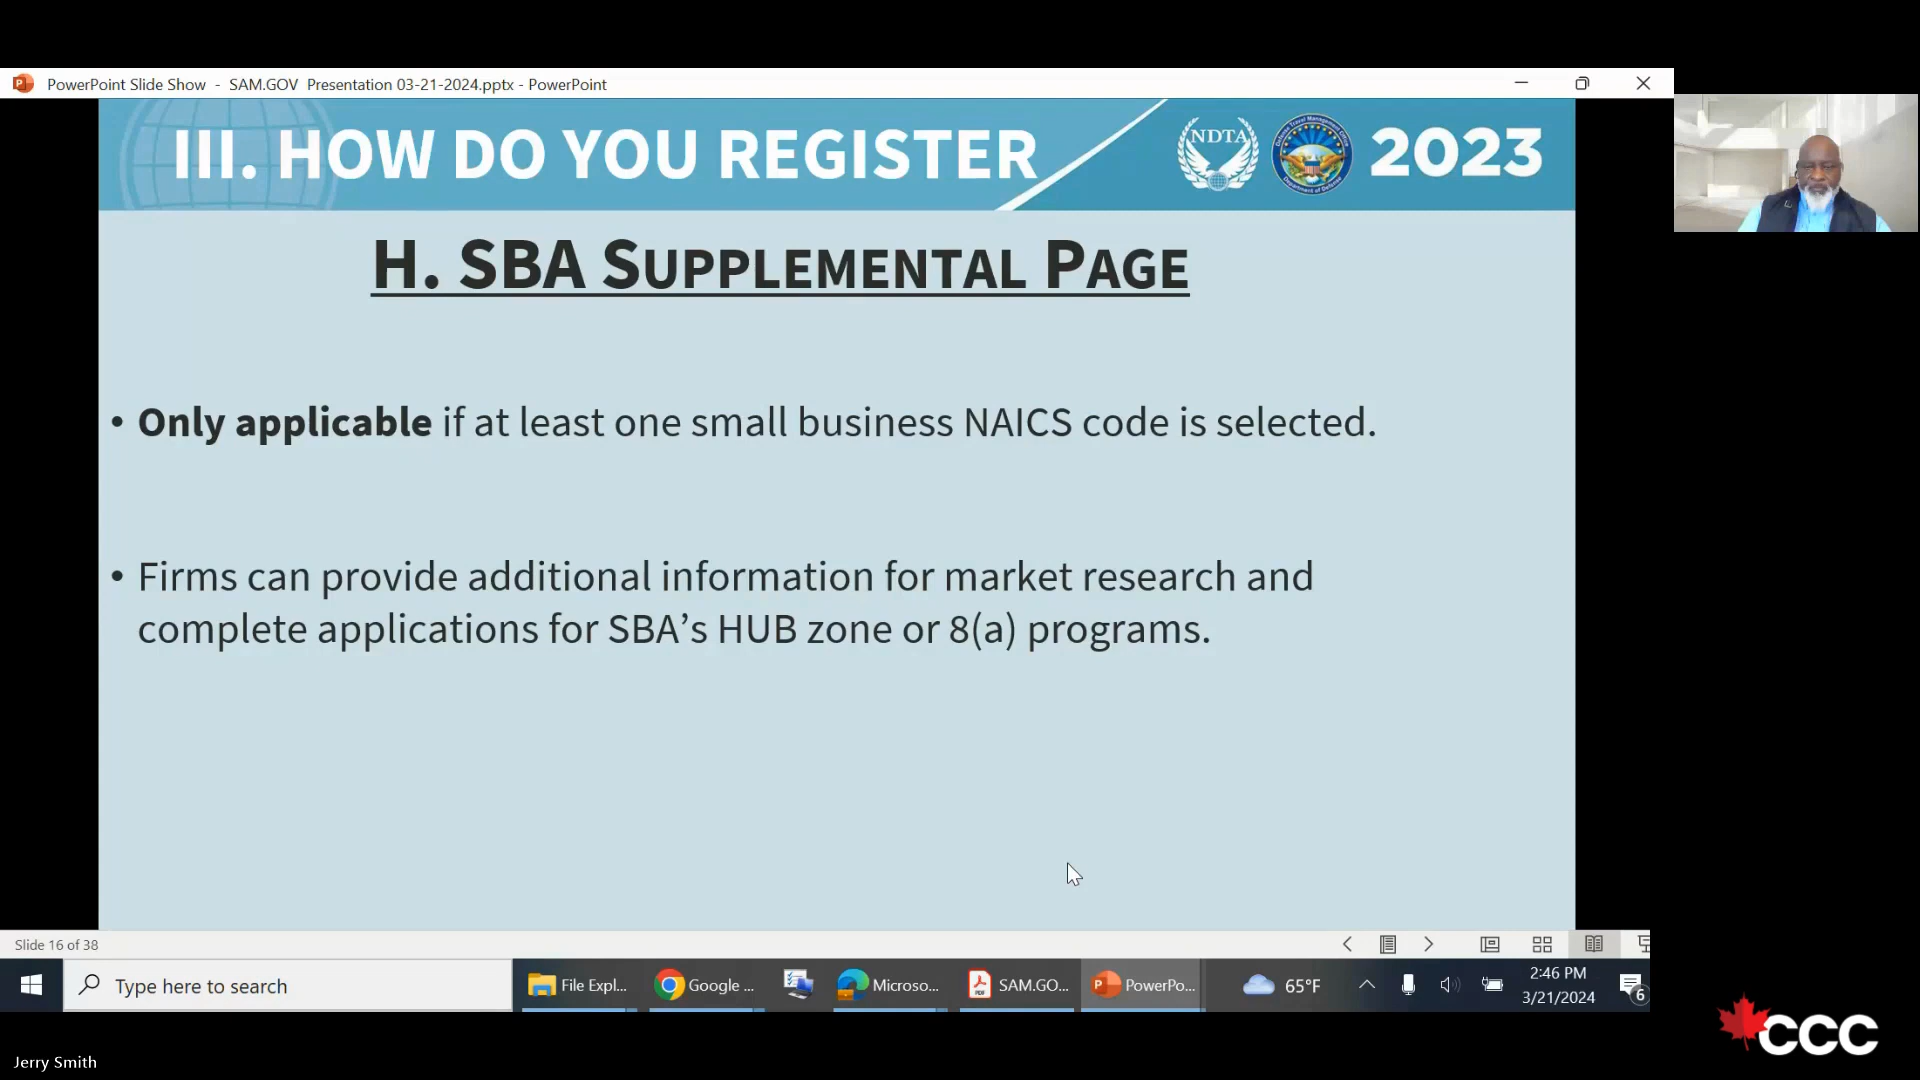 PowerPoint Slide Show - SAM.GOV Presentation 03-21-2024.pptx - PowerPoint
III. HOW DO YOU REGISTER
NDTA
2023
H. SBA SUPPLEMENTAL PAGE
• Only applicable if at least one small business NAICS code is selected.
• Firms can provide additional information for market research and
complete applications for SBA’s HUB zone or 8(a) programs.
Slide 16 of 38
Type here to search
File Expl...
Google ...
Microso...
SAM.GO...
PowerPo...
65°F
2:46 PM
3/21/2024
6
CCC
Jerry Smith